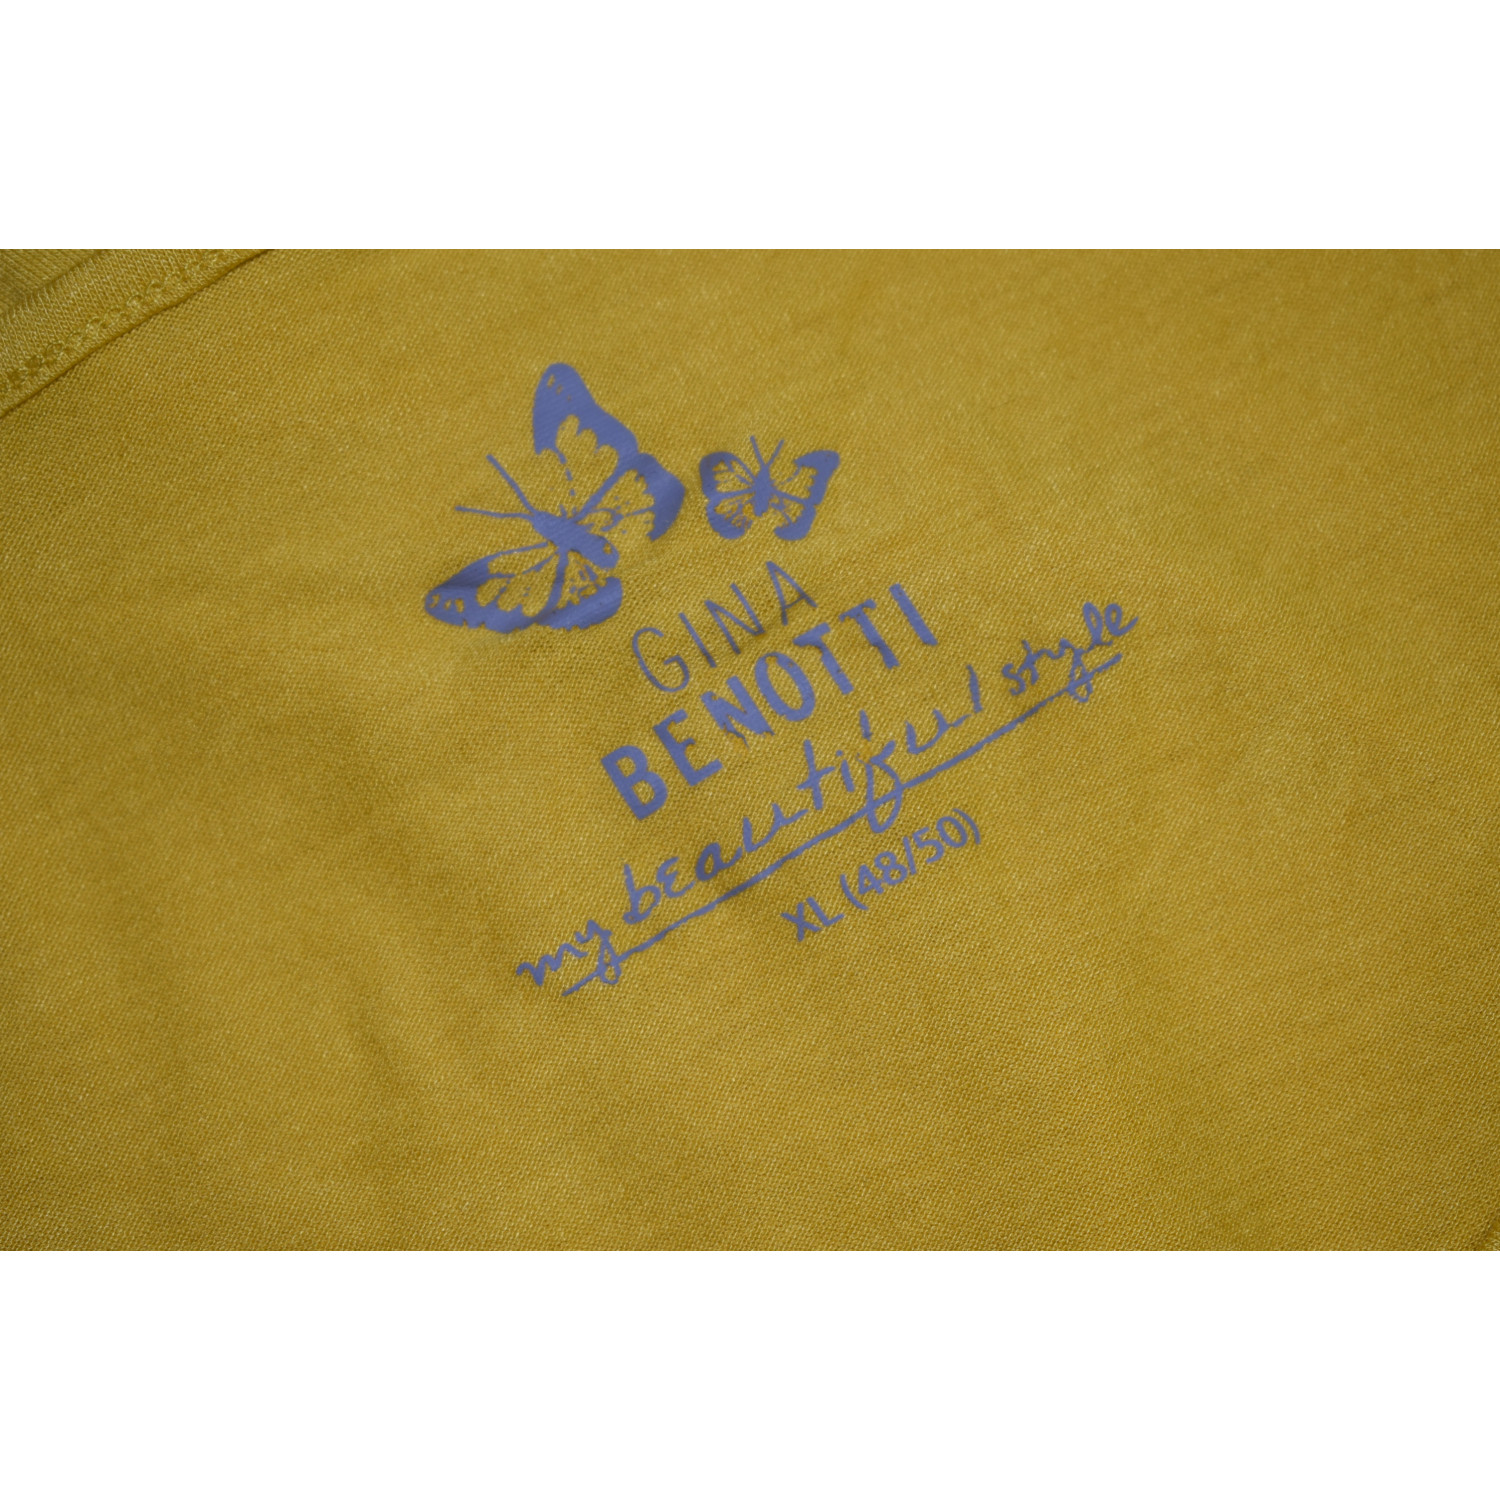 GINA
BENOTTI
my beautiful style
XL (48/50)